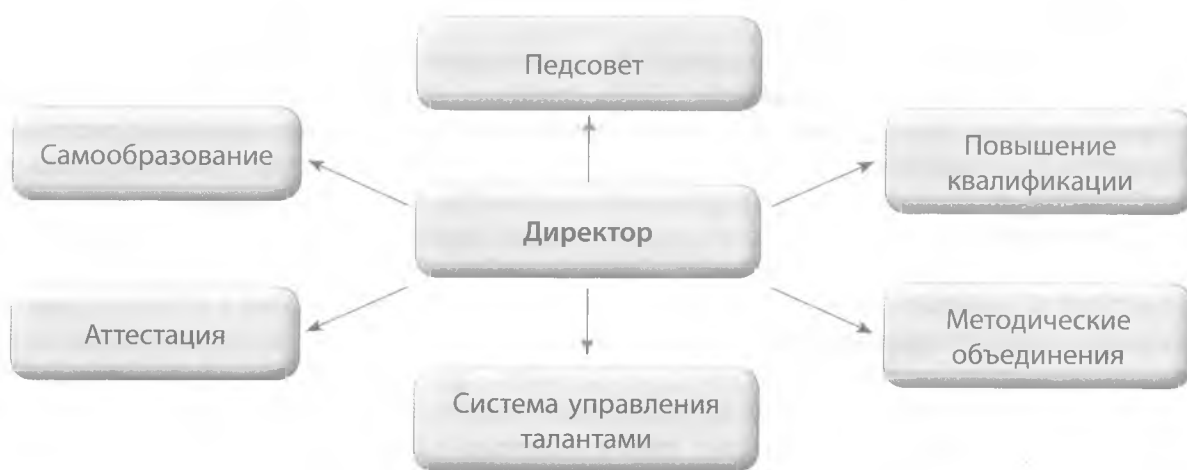 Педсовет
Самообразование
Повышение
квалификации
Директор
Аттестация
Методические
объединения
Система управления
талантами